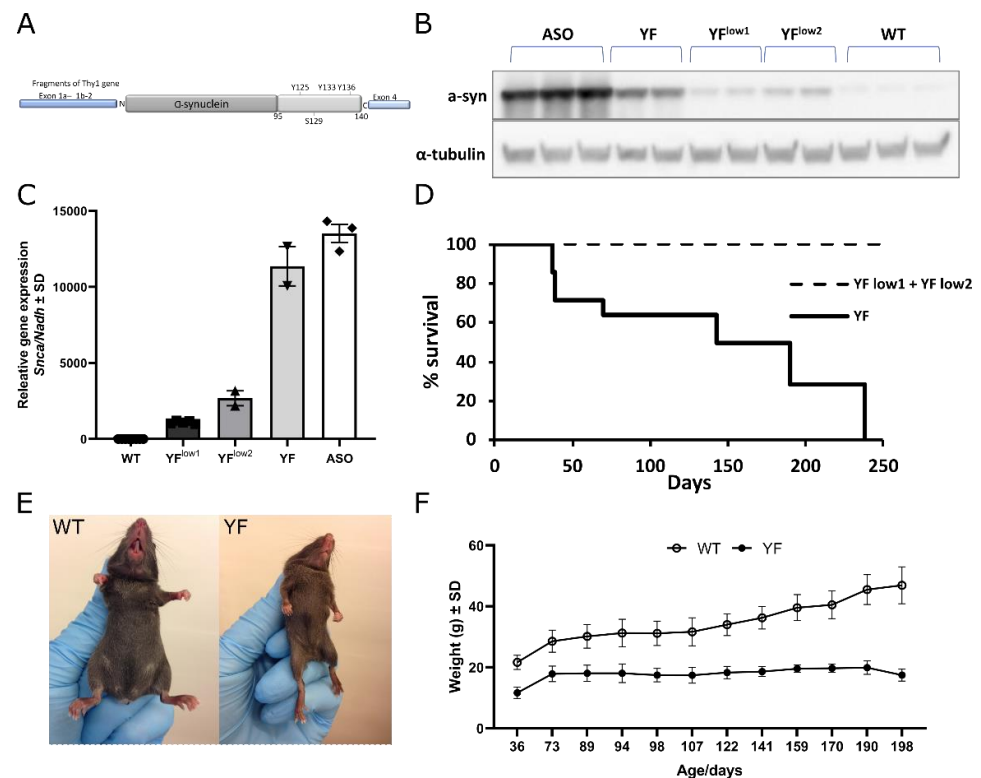 A
Fragments of Thy1 gene
Exon 1a– 1b-2
N
α-synuclein
Y125 Y133 Y136
S129
95
140
C
Exon 4
B
ASO YF YFlow1 YFlow2 WT
a-syn
α-tubulin
C
Releative gene expression
Snca/Nadh ± SD
15000
10000
5000
0
WT YFlow1 YFlow2 YF ASO
D
% survival
100
80
60
40
20
0
YF low1 + YF low2
YF
0 50 100 150 200 250
Days
E
WT YF
F
WT YF
Weight (g) ± SD
60
40
20
0
36 73 89 94 98 107 122 141 159 170 190 198
Age/days